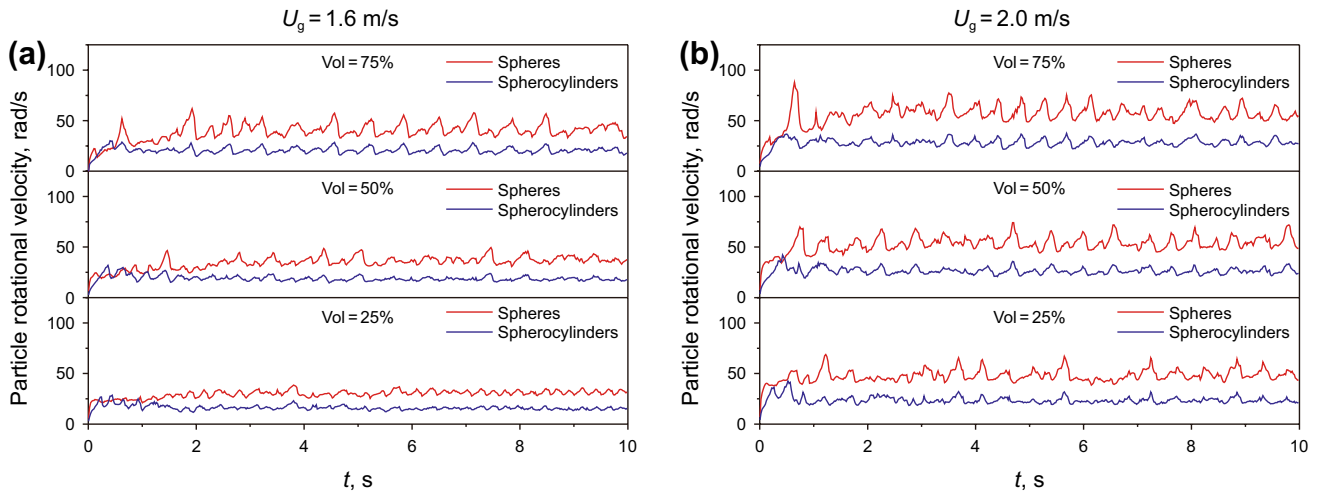 U_g = 1.6 m/s
(a)
Particle rotational velocity, rad/s
100
50
0
Vol = 75%
Spheres
Spherocylinders
100
50
0
Vol = 50%
Spheres
Spherocylinders
100
50
0
Vol = 25%
Spheres
Spherocylinders
0 2 4 6 8 10
t, s
U_g = 2.0 m/s
(b)
Particle rotational velocity, rad/s
100
50
0
Vol = 75%
Spheres
Spherocylinders
100
50
0
Vol = 50%
Spheres
Spherocylinders
100
50
0
Vol = 25%
Spheres
Spherocylinders
0 2 4 6 8 10
t, s